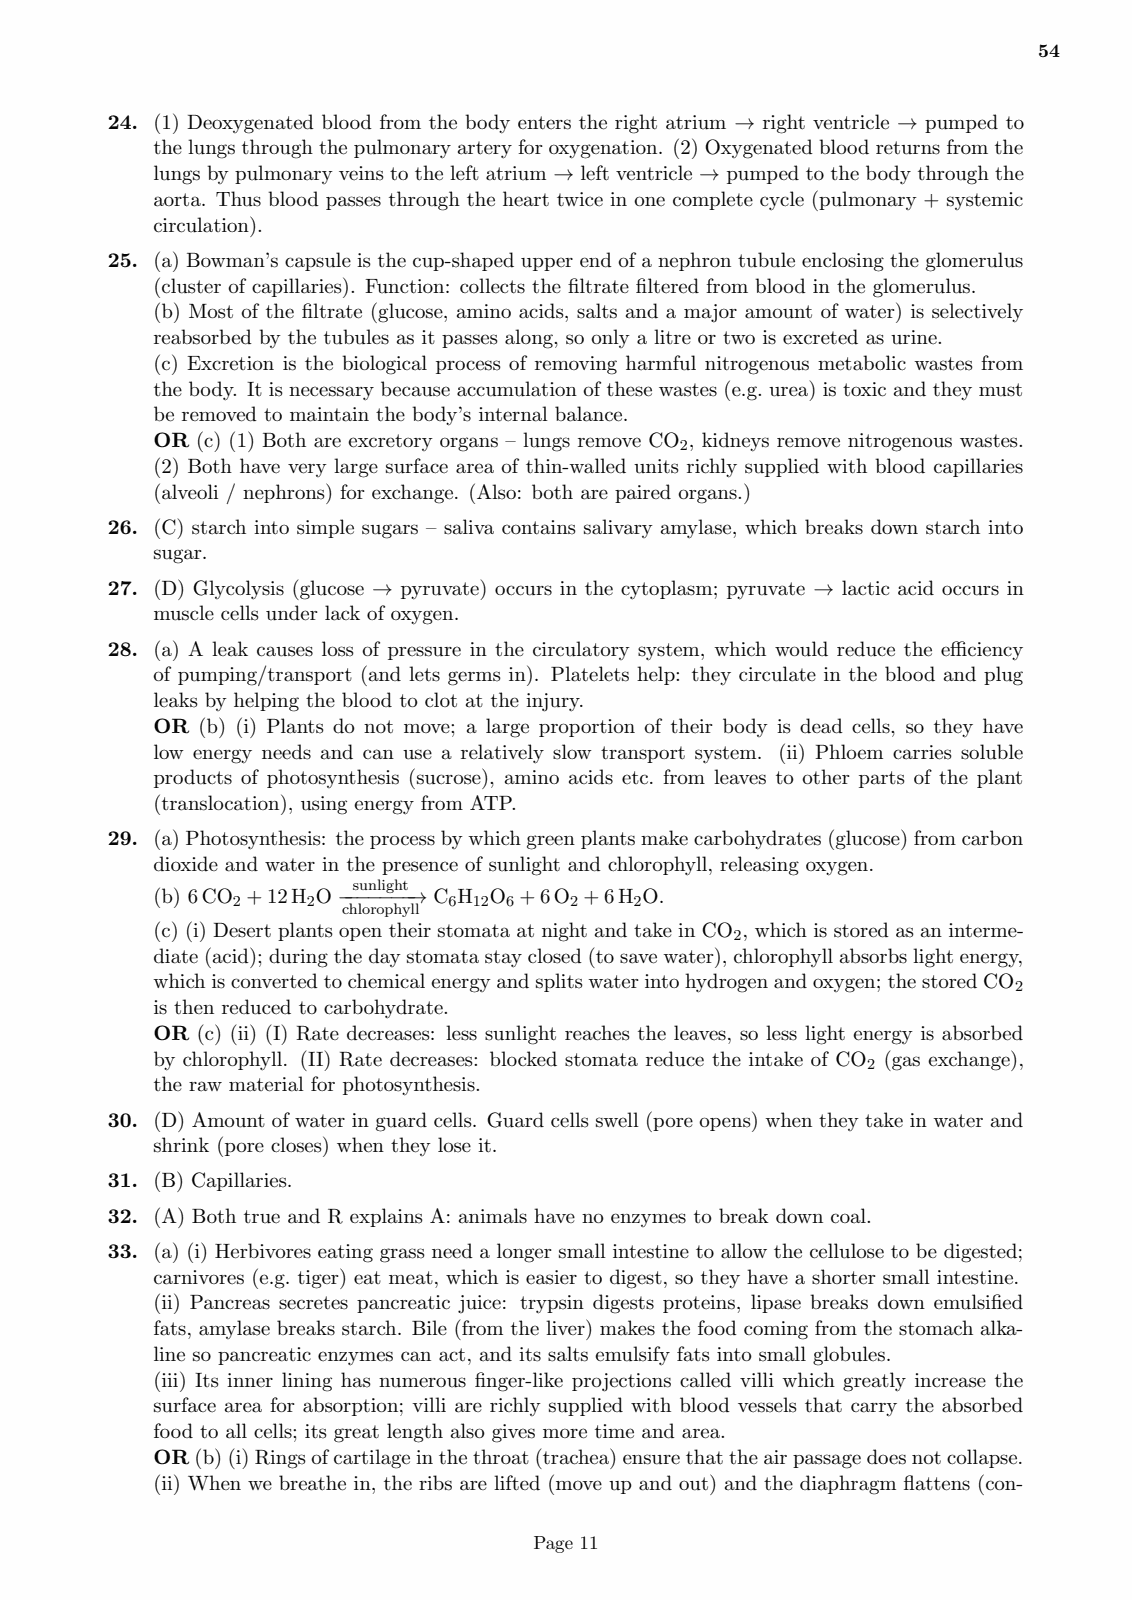 54
24. (1) Deoxygenated blood from the body enters the right atrium → right ventricle → pumped to
the lungs through the pulmonary artery for oxygenation. (2) Oxygenated blood returns from the
lungs by pulmonary veins to the left atrium → left ventricle → pumped to the body through the
aorta. Thus blood passes through the heart twice in one complete cycle (pulmonary + systemic
circulation).
25. (a) Bowman's capsule is the cup-shaped upper end of a nephron tubule enclosing the glomerulus
(cluster of capillaries). Function: collects the filtrate filtered from blood in the glomerulus.
(b) Most of the filtrate (glucose, amino acids, salts and a major amount of water) is selectively
reabsorbed by the tubules as it passes along, so only a litre or two is excreted as urine.
(c) Excretion is the biological process of removing harmful nitrogenous metabolic wastes from
the body. It is necessary because accumulation of these wastes (e.g. urea) is toxic and they must
be removed to maintain the body's internal balance.
OR (c) (1) Both are excretory organs – lungs remove CO₂, kidneys remove nitrogenous wastes.
(2) Both have very large surface area of thin-walled units richly supplied with blood capillaries
(alveoli / nephrons) for exchange. (Also: both are paired organs.)
26. (C) starch into simple sugars – saliva contains salivary amylase, which breaks down starch into
sugar.
27. (D) Glycolysis (glucose → pyruvate) occurs in the cytoplasm; pyruvate → lactic acid occurs in
muscle cells under lack of oxygen.
28. (a) A leak causes loss of pressure in the circulatory system, which would reduce the efficiency
of pumping/transport (and lets germs in). Platelets help: they circulate in the blood and plug
leaks by helping the blood to clot at the injury.
OR (b) (i) Plants do not move; a large proportion of their body is dead cells, so they have
low energy needs and can use a relatively slow transport system. (ii) Phloem carries soluble
products of photosynthesis (sucrose), amino acids etc. from leaves to other parts of the plant
(translocation), using energy from ATP.
29. (a) Photosynthesis: the process by which green plants make carbohydrates (glucose) from carbon
dioxide and water in the presence of sunlight and chlorophyll, releasing oxygen.
(b) 6 CO₂ + 12 H₂O sunlight chlorophyll → C₆H₁₂O₆ + 6 O₂ + 6 H₂O.
(c) (i) Desert plants open their stomata at night and take in CO₂, which is stored as an interme-
diate (acid); during the day stomata stay closed (to save water), chlorophyll absorbs light energy,
which is converted to chemical energy and splits water into hydrogen and oxygen; the stored CO₂
is then reduced to carbohydrate.
OR (c) (ii) (I) Rate decreases: less sunlight reaches the leaves, so less light energy is absorbed
by chlorophyll. (II) Rate decreases: blocked stomata reduce the intake of CO₂ (gas exchange),
the raw material for photosynthesis.
30. (D) Amount of water in guard cells. Guard cells swell (pore opens) when they take in water and
shrink (pore closes) when they lose it.
31. (B) Capillaries.
32. (A) Both true and R explains A: animals have no enzymes to break down coal.
33. (a) (i) Herbivores eating grass need a longer small intestine to allow the cellulose to be digested;
carnivores (e.g. tiger) eat meat, which is easier to digest, so they have a shorter small intestine.
(ii) Pancreas secretes pancreatic juice: trypsin digests proteins, lipase breaks down emulsified
fats, amylase breaks starch. Bile (from the liver) makes the food coming from the stomach alka-
line so pancreatic enzymes can act, and its salts emulsify fats into small globules.
(iii) Its inner lining has numerous finger-like projections called villi which greatly increase the
surface area for absorption; villi are richly supplied with blood vessels that carry the absorbed
food to all cells; its great length also gives more time and area.
OR (b) (i) Rings of cartilage in the throat (trachea) ensure that the air passage does not collapse.
(ii) When we breathe in, the ribs are lifted (move up and out) and the diaphragm flattens (con-
Page 11